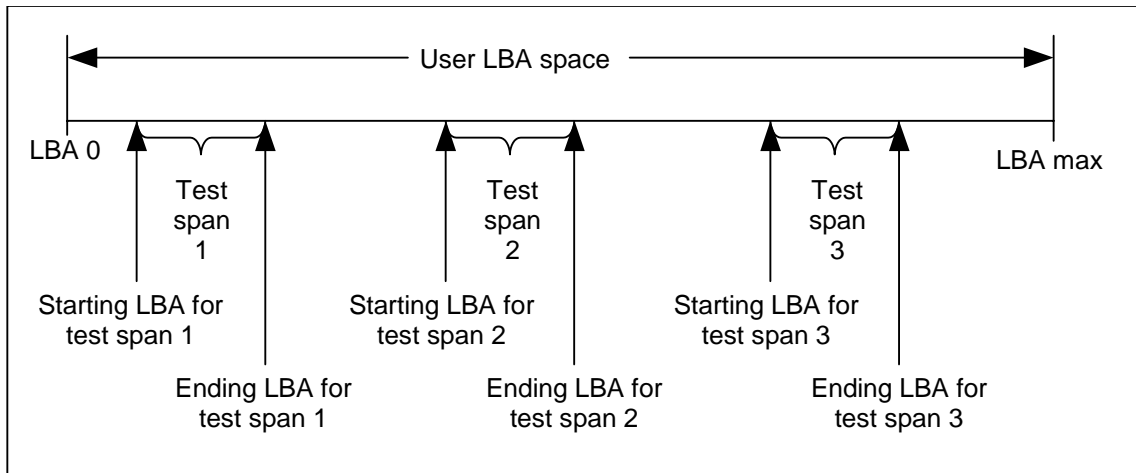 User LBA space
LBA 0
LBA max
Test
span
1
Test
span
2
Test
span
3
Starting LBA for
test span 1
Starting LBA for
test span 2
Starting LBA for
test span 3
Ending LBA for
test span 1
Ending LBA for
test span 2
Ending LBA for
test span 3